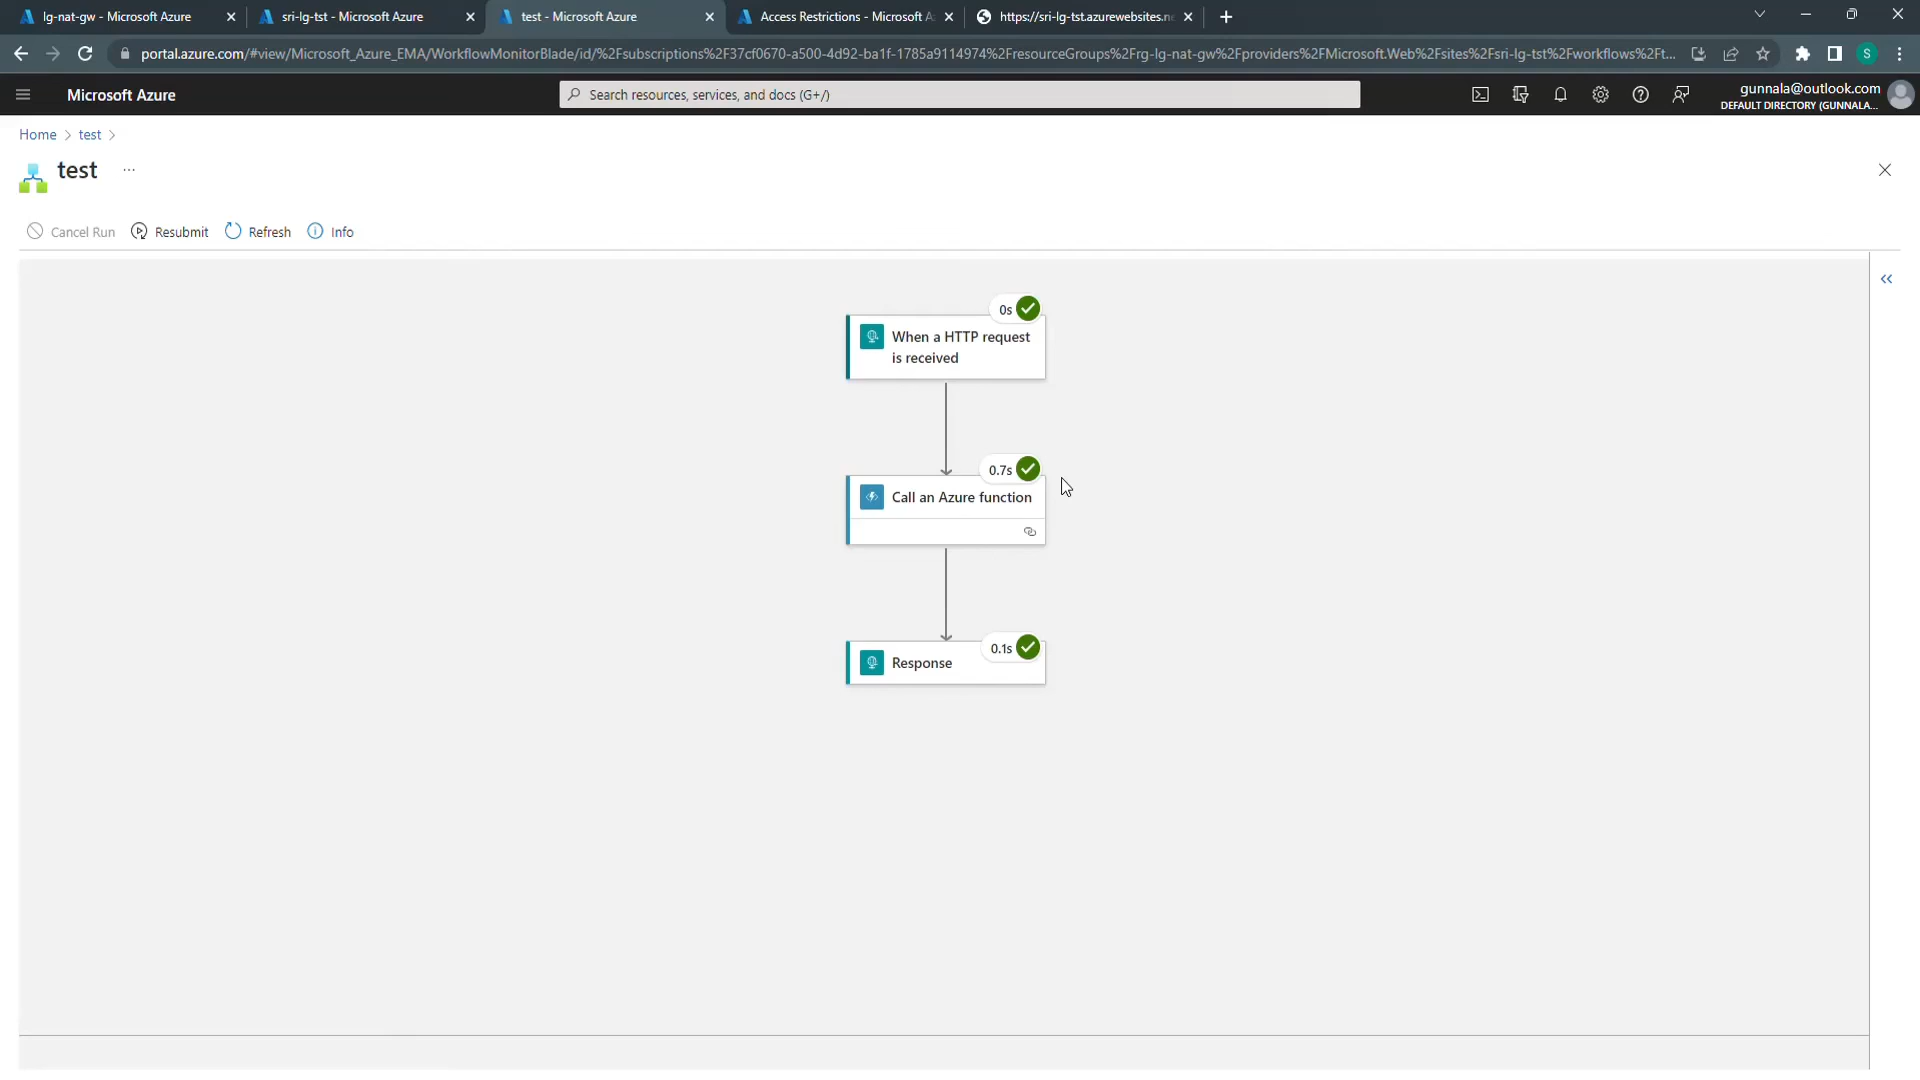 lg-nat-gw - Microsoft Azure
sri-lg-tst - Microsoft Azure
test - Microsoft Azure
Access Restrictions - Microsoft A
https://sri-lg-tst.azurewebsites.n
portal.azure.com/#view/Microsoft_Azure_EMA/WorkflowMonitorBlade/id/%2Fsubscriptions%2F37cf0670-a500-4d92-ba1f-1785a9114974%2FresourceGroups%2Frg-lg-nat-gw%2Fproviders%2FMicrosoft.Web%2Fsites%2Fsri-lg-tst%2Fworkflows%2Ft...
S
Microsoft Azure
Search resources, services, and docs (G+/)
gunnala@outlook.com
DEFAULT DIRECTORY (GUNNALA...
Home > test >
test ...
Cancel Run
Resubmit
Refresh
Info
0s
When a HTTP request
is received
0.7s
Call an Azure function
0.1s
Response